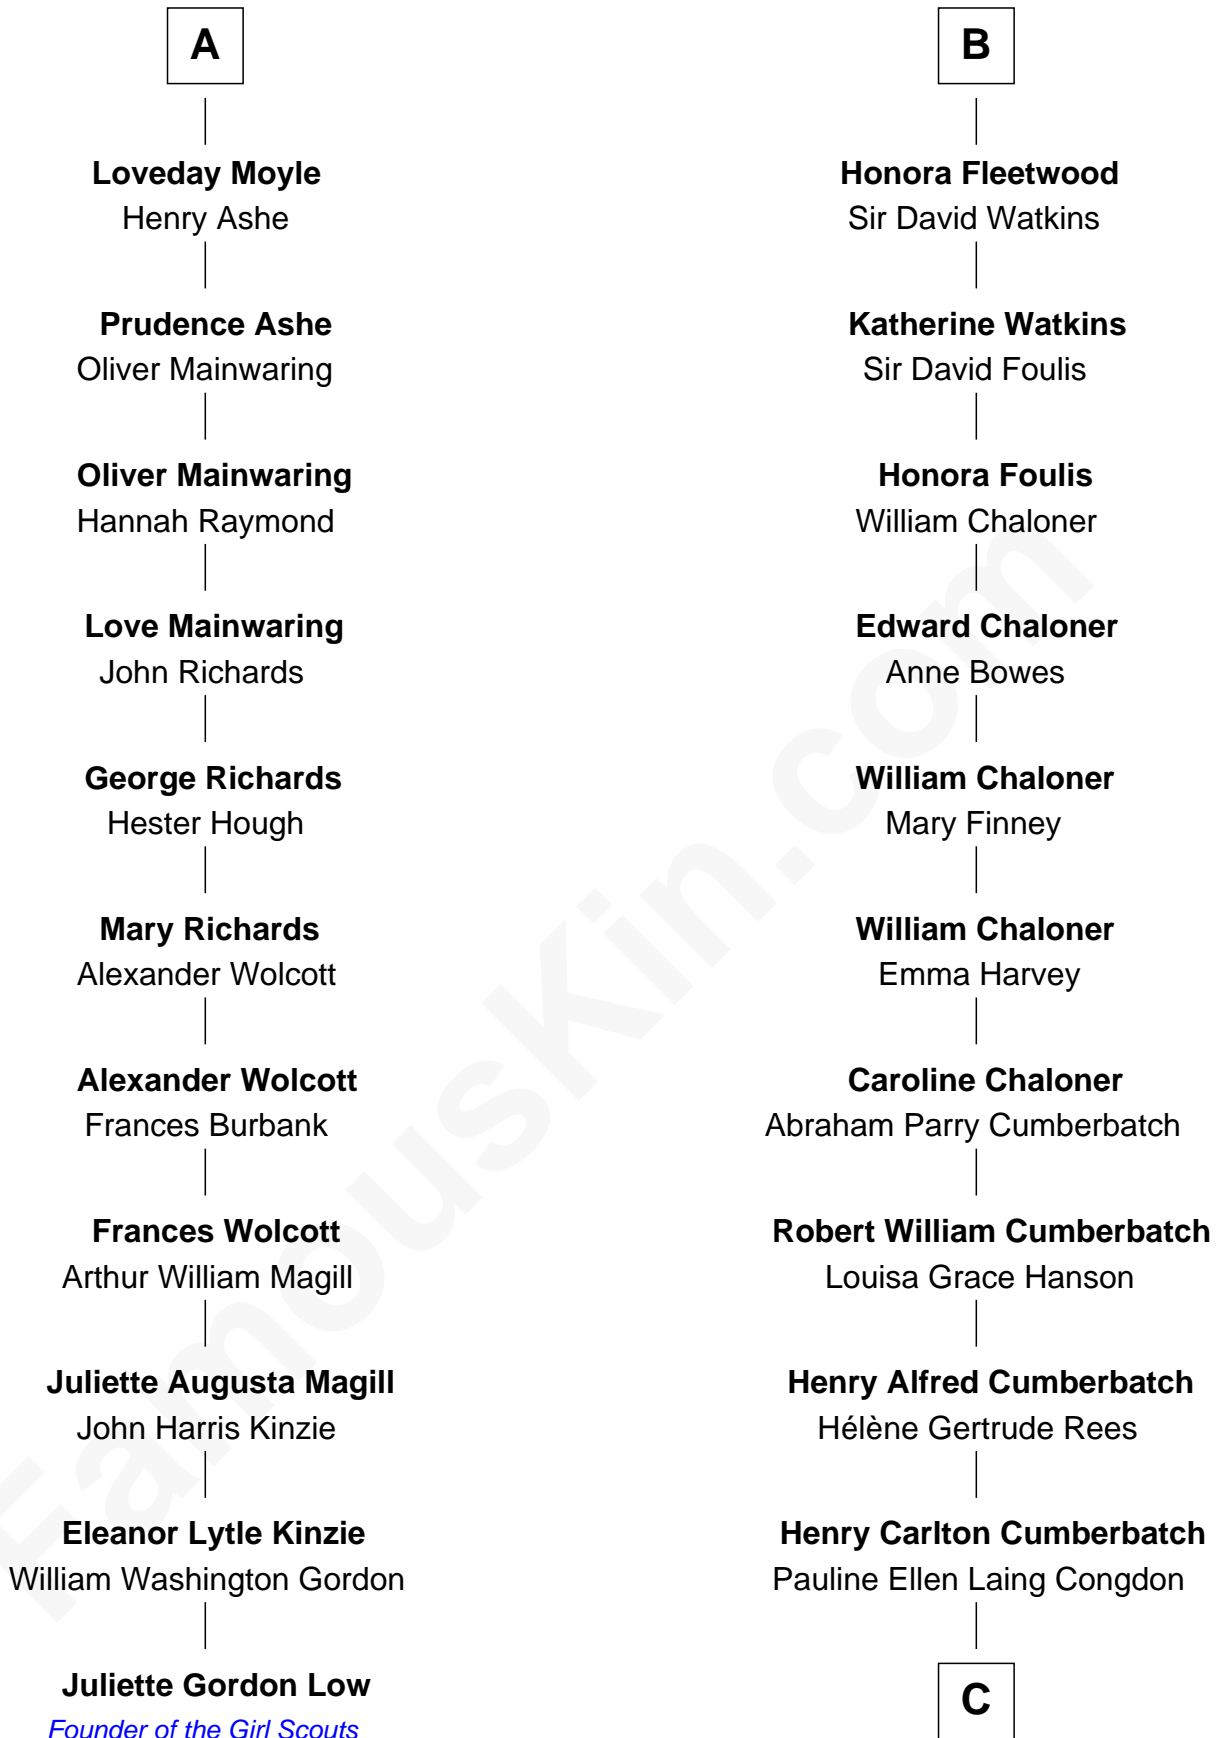 A
Loveday Moyle
Henry Ashe
Prudence Ashe
Oliver Mainwaring
Oliver Mainwaring
Hannah Raymond
Love Mainwaring
John Richards
George Richards
Hester Hough
Mary Richards
Alexander Wolcott
Alexander Wolcott
Frances Burbank
Frances Wolcott
Arthur William Magill
Juliette Augusta Magill
John Harris Kinzie
Eleanor Lytle Kinzie
William Washington Gordon
Juliette Gordon Low
Founder of the Girl Scouts
B
Honora Fleetwood
Sir David Watkins
Katherine Watkins
Sir David Foulis
Honora Foulis
William Chaloner
Edward Chaloner
Anne Bowes
William Chaloner
Mary Finney
William Chaloner
Emma Harvey
Caroline Chaloner
Abraham Parry Cumberbatch
Robert William Cumberbatch
Louisa Grace Hanson
Henry Alfred Cumberbatch
Hélène Gertrude Rees
Henry Carlton Cumberbatch
Pauline Ellen Laing Congdon
C
FamousKin.com